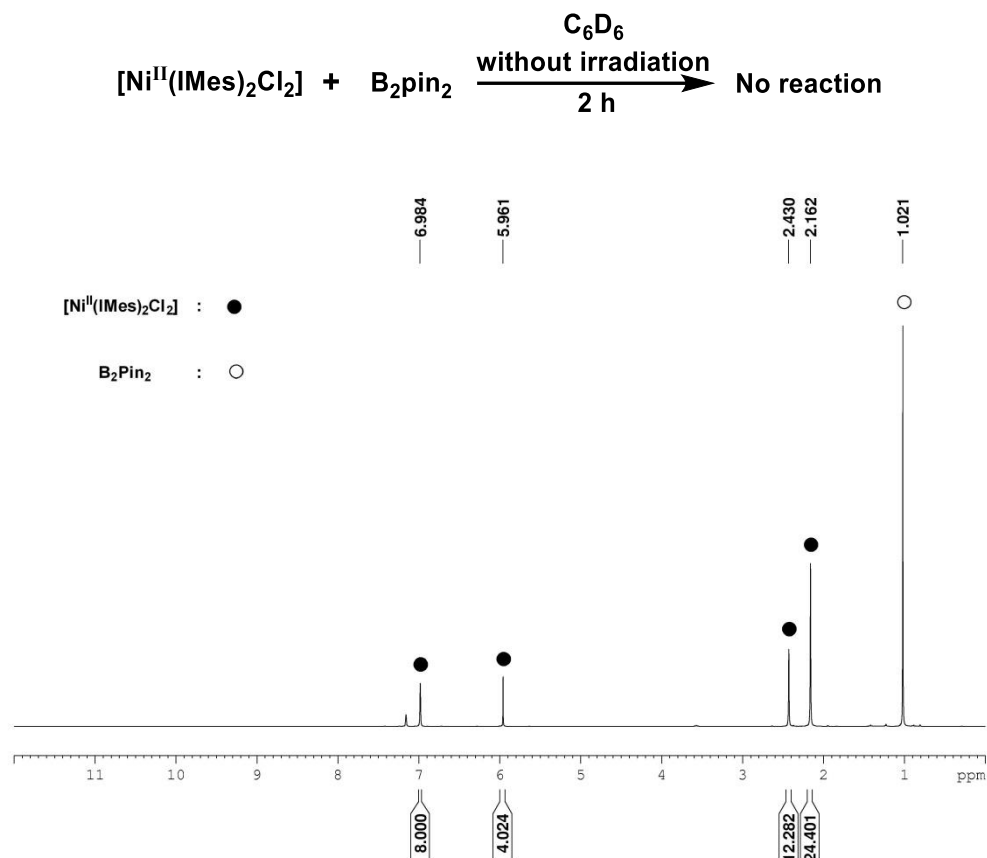 C₆D₆
[Niᴵᴵ(IMes)₂Cl₂] + B₂pin₂ without irradiation No reaction
2 h
6.984
5.961
2.430
2.162
1.021
[Niᴵᴵ(IMes)₂Cl₂] :
B₂Pin₂ :
11 10 9 8 7 6 5 4 3 2 1 ppm
8.000
4.024
12.282
24.401